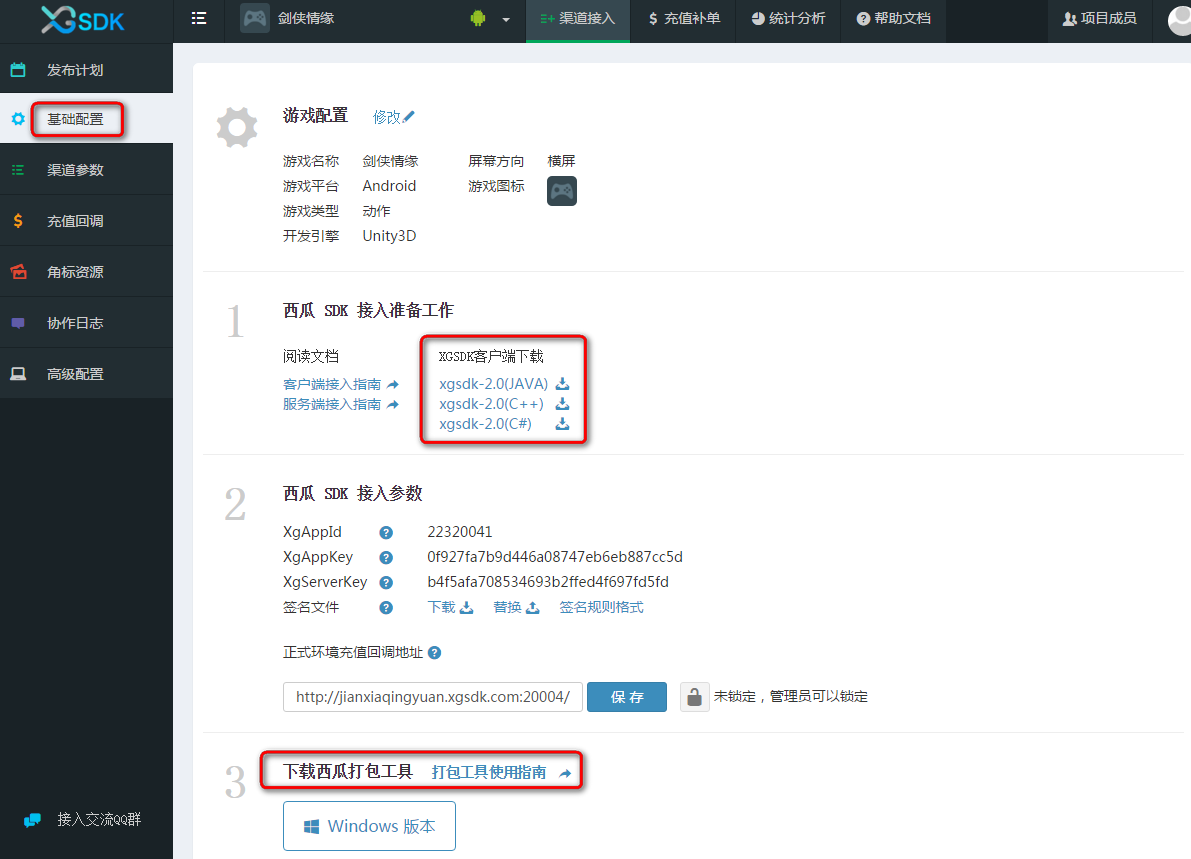 XGSDK
剑侠情缘
渠道接入
$ 充值补单
统计分析
帮助文档
项目成员
发布计划
基础配置
渠道参数
充值回调
角标资源
协作日志
高级配置
接入交流QQ群
游戏配置 修改
游戏名称 剑侠情缘 屏幕方向 横屏
游戏平台 Android 游戏图标
游戏类型 动作
开发引擎 Unity3D
1 西瓜 SDK 接入准备工作
阅读文档 XGSDK客户端下载
客户端接入指南 xgsdk-2.0(JAVA)
服务端接入指南 xgsdk-2.0(C++)
xgsdk-2.0(C#)
2 西瓜 SDK 接入参数
XgAppId ? 22320041
XgAppKey ? 0f927fa7b9d446a08747eb6eb887cc5d
XgServerKey ? b4f5afa708534693b2ffed4f697fd5fd
签名文件 ? 下载 替换 签名规则格式
正式环境充值回调地址 ?
http://jianxiaqingyuan.xgsdk.com:20004/ 保存 未锁定，管理员可以锁定
3 下载西瓜打包工具 打包工具使用指南
Windows 版本